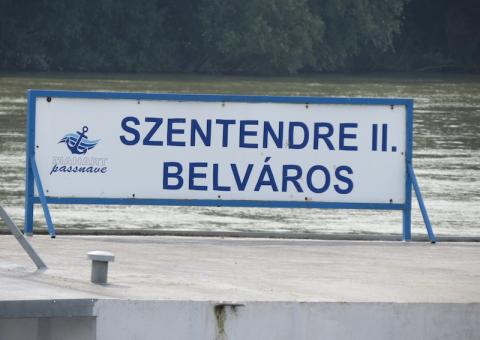 SZENTENDRE II.
BELVÁROS
MAHART
passnave